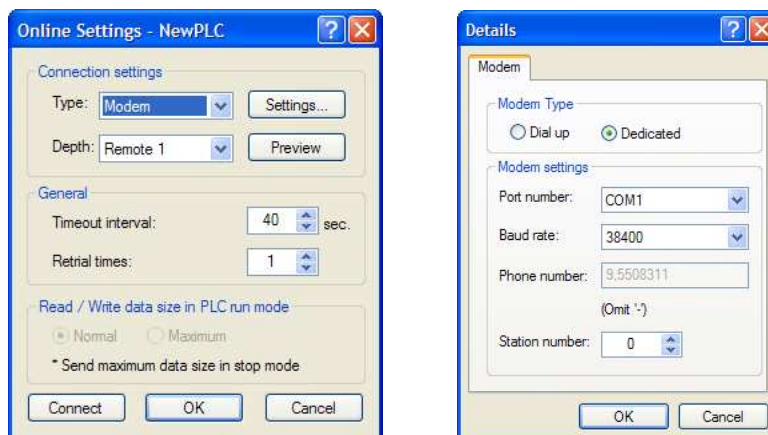 Online Settings - NewPLC
Connection settings
Type: Modem Settings...
Depth: Remote 1 Preview
General
Timeout interval: 40 sec.
Retrial times: 1
Read / Write data size in PLC run mode
Normal Maximum
* Send maximum data size in stop mode
Connect OK Cancel
Details
Modem
Modem Type
Dial up Dedicated
Modem settings
Port number: COM1
Baud rate: 38400
Phone number: 9,5508311
(Omit '-')
Station number: 0
OK Cancel